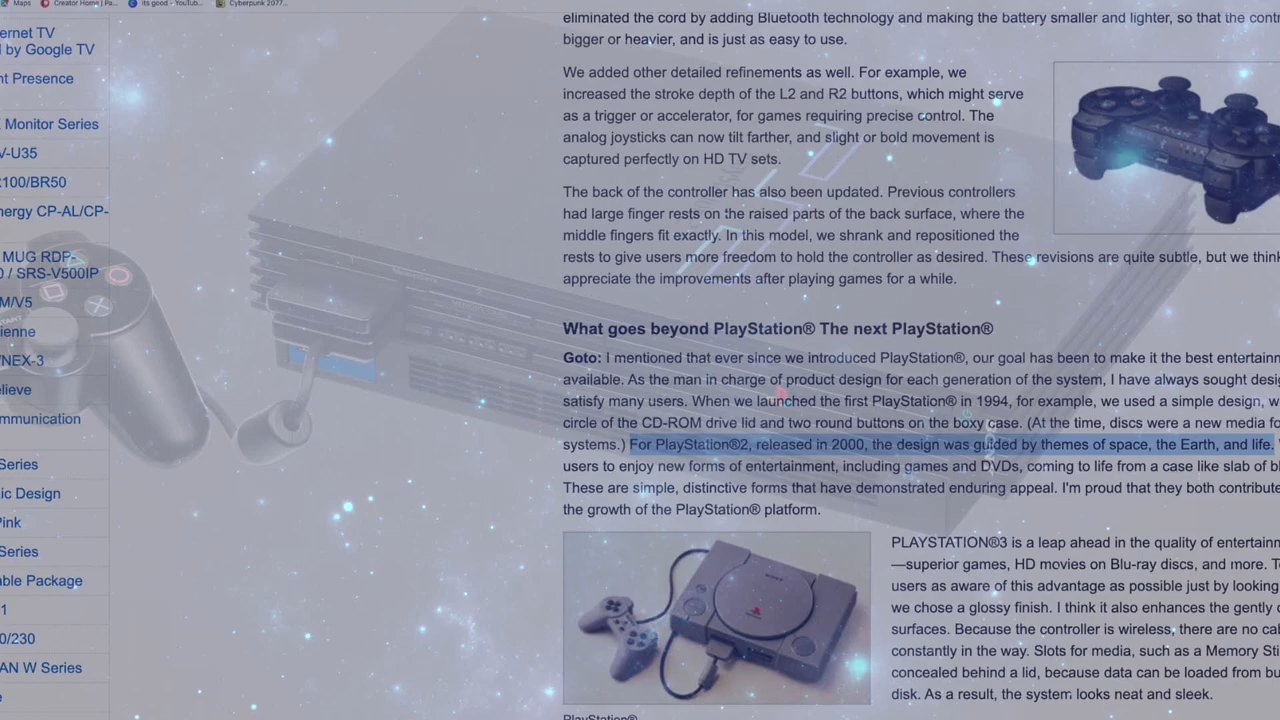 Maps
Creator Home | Pa...
its good - YouTub...
Cyberpunk 2077...
ernet TV
l by Google TV
nt Presence
Monitor Series
V-U35
100/BR50
nergy CP-AL/CP-
MUG RDP-
0 / SRS-V500IP
M/V5
ienne
/NEX-3
elieve
mmunication
Series
ic Design
Pink
Series
able Package
1
0/230
AN W Series
e
eliminated the cord by adding Bluetooth technology and making the battery smaller and lighter, so that the contr
bigger or heavier, and is just as easy to use.
We added other detailed refinements as well. For example, we
increased the stroke depth of the L2 and R2 buttons, which might serve
as a trigger or accelerator, for games requiring precise control. The
analog joysticks can now tilt farther, and slight or bold movement is
captured perfectly on HD TV sets.
The back of the controller has also been updated. Previous controllers
had large finger rests on the raised parts of the back surface, where the
middle fingers fit exactly. In this model, we shrank and repositioned the
rests to give users more freedom to hold the controller as desired. These revisions are quite subtle, but we think
appreciate the improvements after playing games for a while.
What goes beyond PlayStation® The next PlayStation®
Goto: I mentioned that ever since we introduced PlayStation®, our goal has been to make it the best entertainm
available. As the man in charge of product design for each generation of the system, I have always sought desig
satisfy many users. When we launched the first PlayStation® in 1994, for example, we used a simple design, w
circle of the CD-ROM drive lid and two round buttons on the boxy case. (At the time, discs were a new media fo
systems.) For PlayStation®2, released in 2000, the design was guided by themes of space, the Earth, and life.
users to enjoy new forms of entertainment, including games and DVDs, coming to life from a case like slab of bl
These are simple, distinctive forms that have demonstrated enduring appeal. I'm proud that they both contribute
the growth of the PlayStation® platform.
PLAYSTATION®3 is a leap ahead in the quality of entertainm
—superior games, HD movies on Blu-ray discs, and more. T
users as aware of this advantage as possible just by looking
we chose a glossy finish. I think it also enhances the gently c
surfaces. Because the controller is wireless, there are no cab
constantly in the way. Slots for media, such as a Memory Sti
concealed behind a lid, because data can be loaded from bu
disk. As a result, the system looks neat and sleek.
PlayStation®